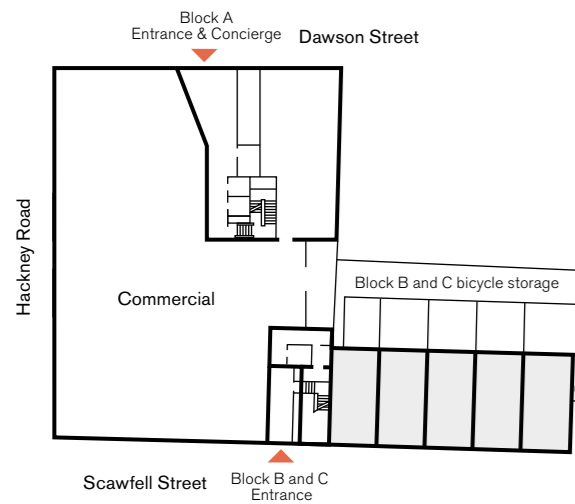 Block A
Entrance & Concierge
Dawson Street
Hackney Road
Block B and C bicycle storage
Commercial
Scawfell Street
Block B and C
Entrance